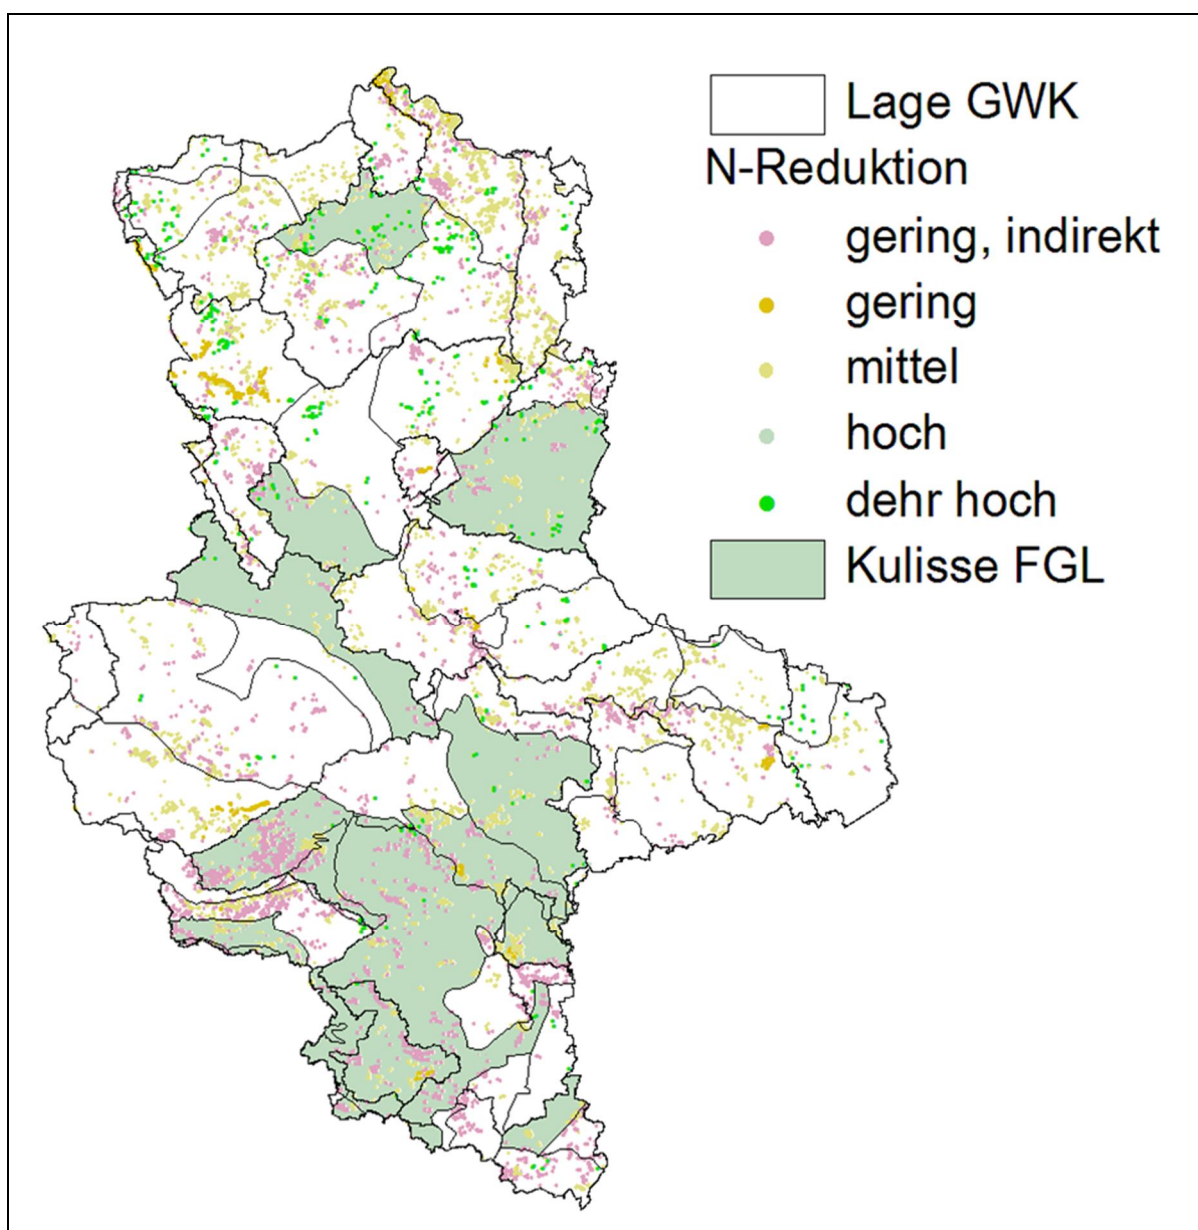 Lage GWK
N-Reduktion
gering, indirekt
gering
mittel
hoch
dehr hoch
Kulisse FGL